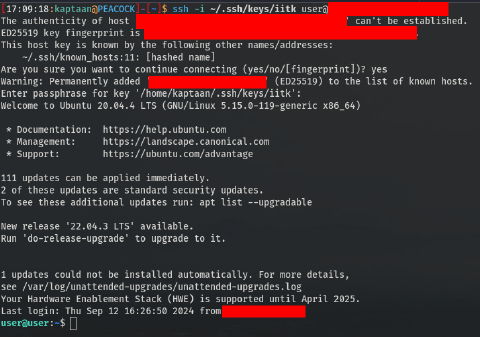 [17:09:18:kaptaan@PEACOCK]-[~]$ ssh -i ~/.ssh/keys/iitk user@
The authenticity of host ' ' can't be established.
ED25519 key fingerprint is
This host key is known by the following other names/addresses:
    ~/.ssh/known_hosts:11: [hashed name]
Are you sure you want to continue connecting (yes/no/[fingerprint])? yes
Warning: Permanently added ' ' (ED25519) to the list of known hosts.
Enter passphrase for key '/home/kaptaan/.ssh/keys/iitk':
Welcome to Ubuntu 20.04.4 LTS (GNU/Linux 5.15.0-119-generic x86_64)
 * Documentation:  https://help.ubuntu.com
 * Management:     https://landscape.canonical.com
 * Support:        https://ubuntu.com/advantage
111 updates can be applied immediately.
2 of these updates are standard security updates.
To see these additional updates run: apt list --upgradable
New release '22.04.3 LTS' available.
Run 'do-release-upgrade' to upgrade to it.
1 updates could not be installed automatically. For more details,
see /var/log/unattended-upgrades/unattended-upgrades.log
Your Hardware Enablement Stack (HWE) is supported until April 2025.
Last login: Thu Sep 12 16:26:50 2024 from
user@user:~$